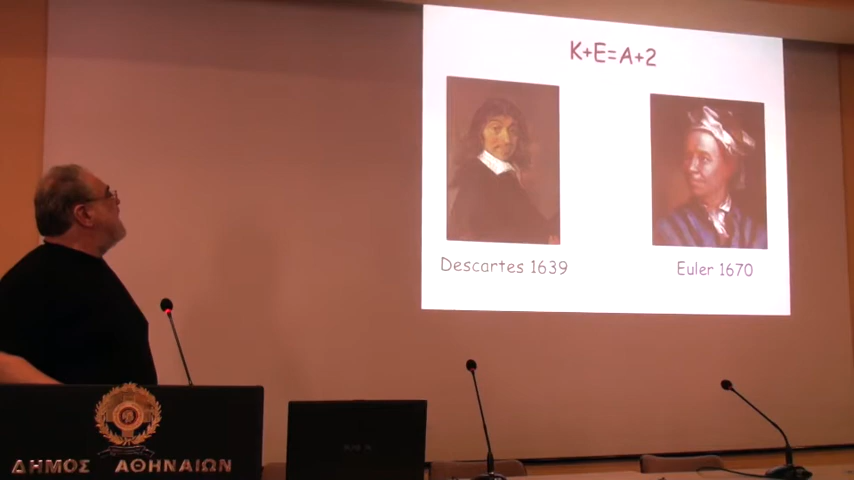 K+E=A+2
Descartes 1639
Euler 1670
ΔΗΜΟΣ ΑΘΗΝΑΙΩΝ